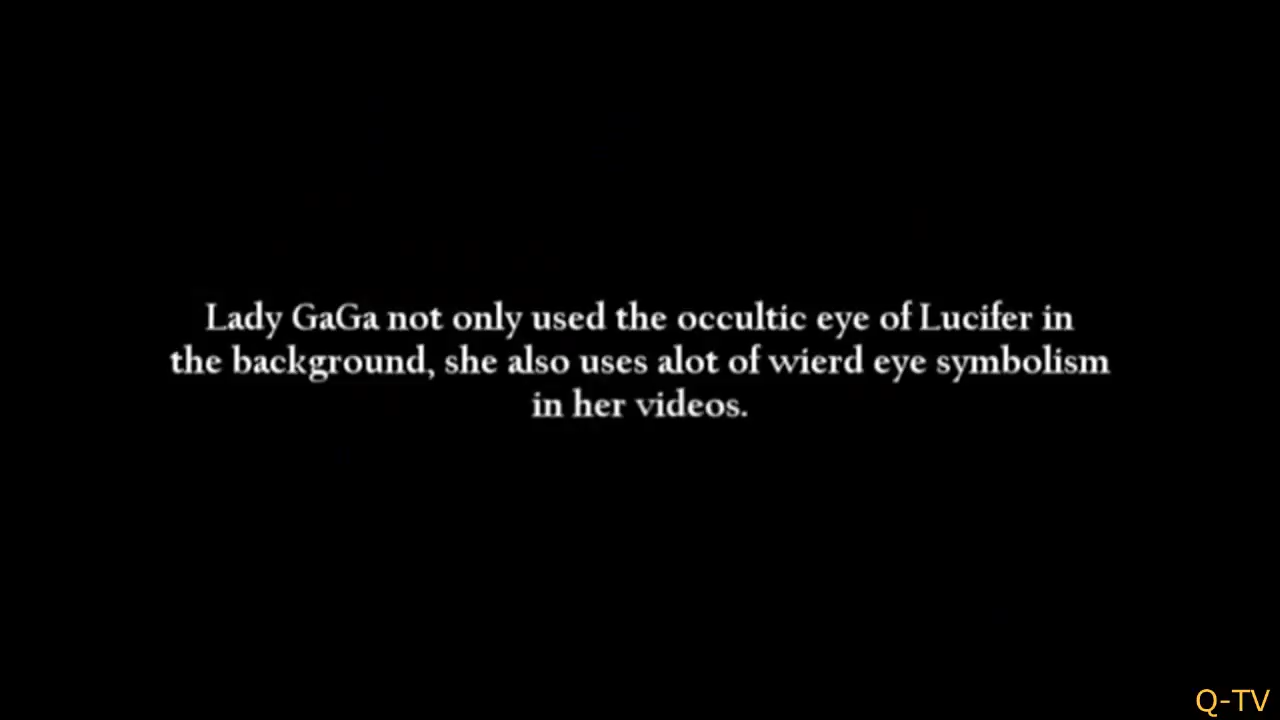 Lady GaGa not only used the occultic eye of Lucifer in
the background, she also uses alot of wierd eye symbolism
in her videos.
Q-TV